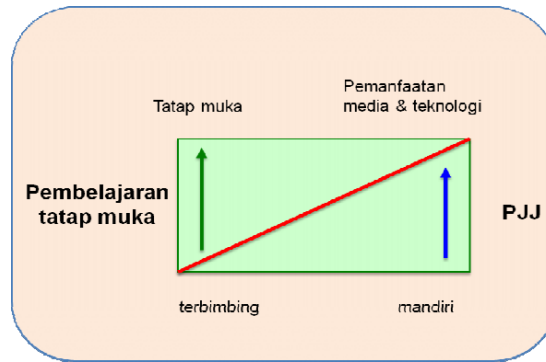 Pemanfaatan
media & teknologi
Tatap muka
Pembelajaran
tatap muka
PJJ
terbimbing
mandiri